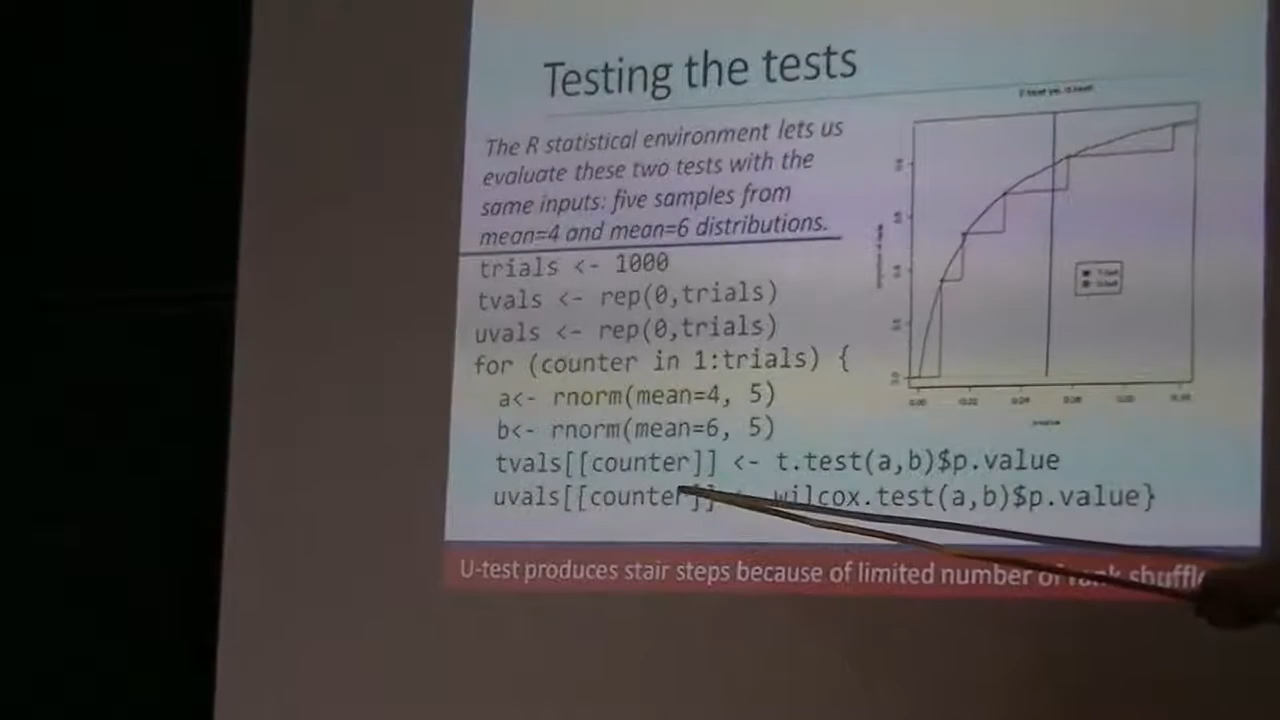 Testing the tests
The R statistical environment lets us
evaluate these two tests with the
same inputs: five samples from
mean=4 and mean=6 distributions.
trials <- 1000
tvals <- rep(0,trials)
uvals <- rep(0,trials)
for (counter in 1:trials) {
a<- rnorm(mean=4, 5)
b<- rnorm(mean=6, 5)
tvals[[counter]] <- t.test(a,b)$p.value
uvals[[counter]] <- wilcox.test(a,b)$p.value}
U-test produces stair steps because of limited number of rank